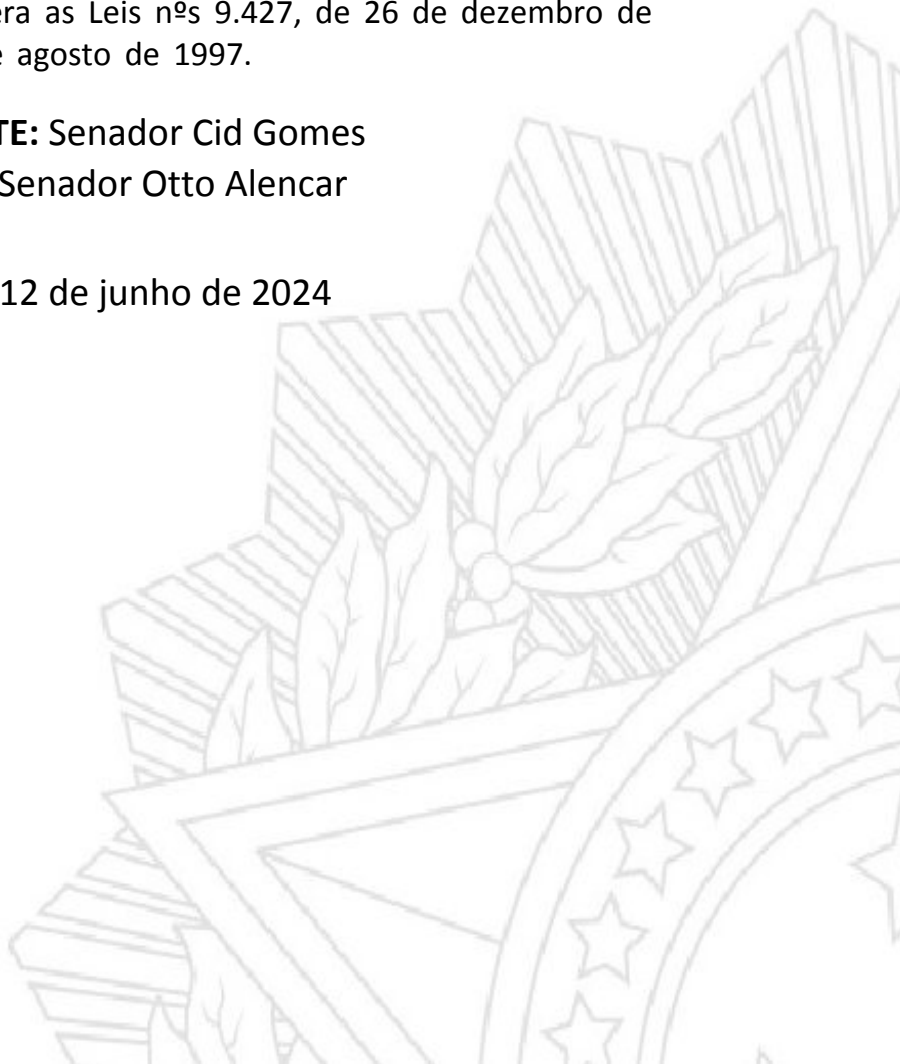 era as Leis nºs 9.427, de 26 de dezembro de
agosto de 1997.
TE: Senador Cid Gomes
Senador Otto Alencar
12 de junho de 2024